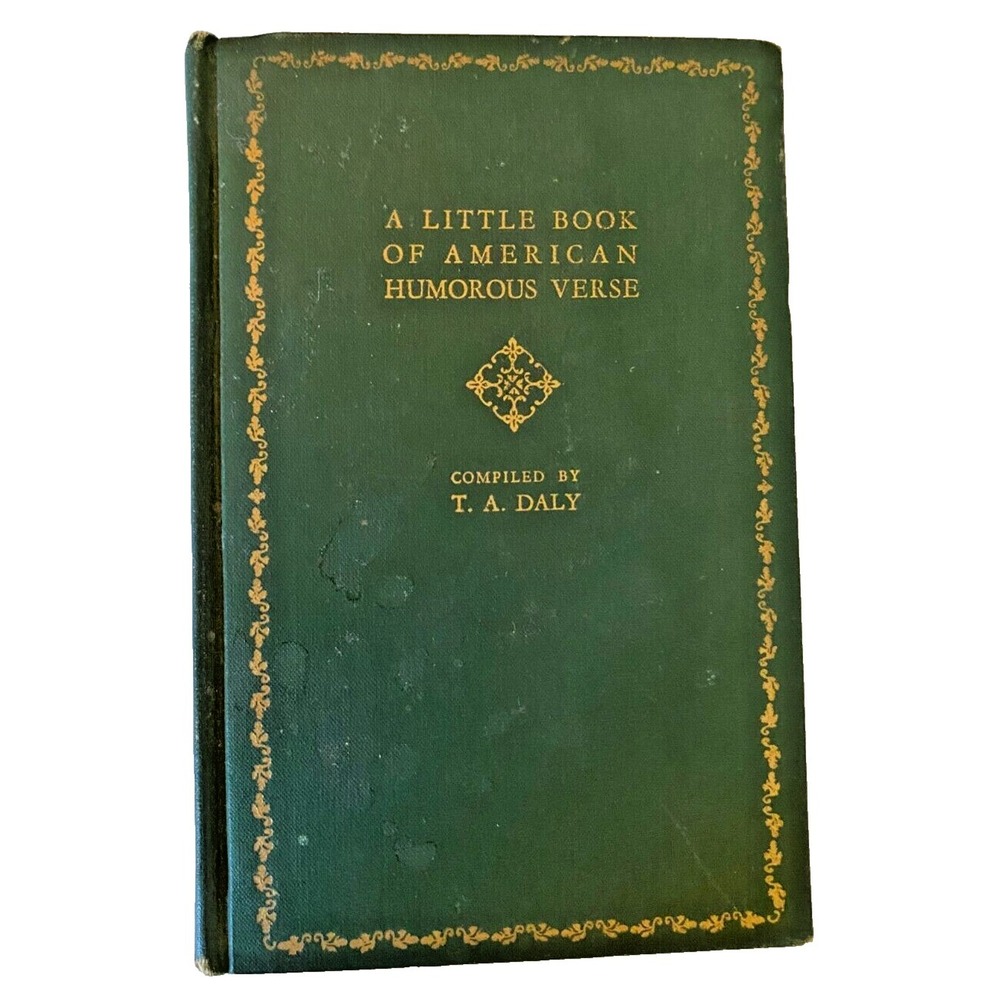 A LITTLE BOOK
OF AMERICAN
HUMOROUS VERSE
COMPILED BY
T. A. DALY